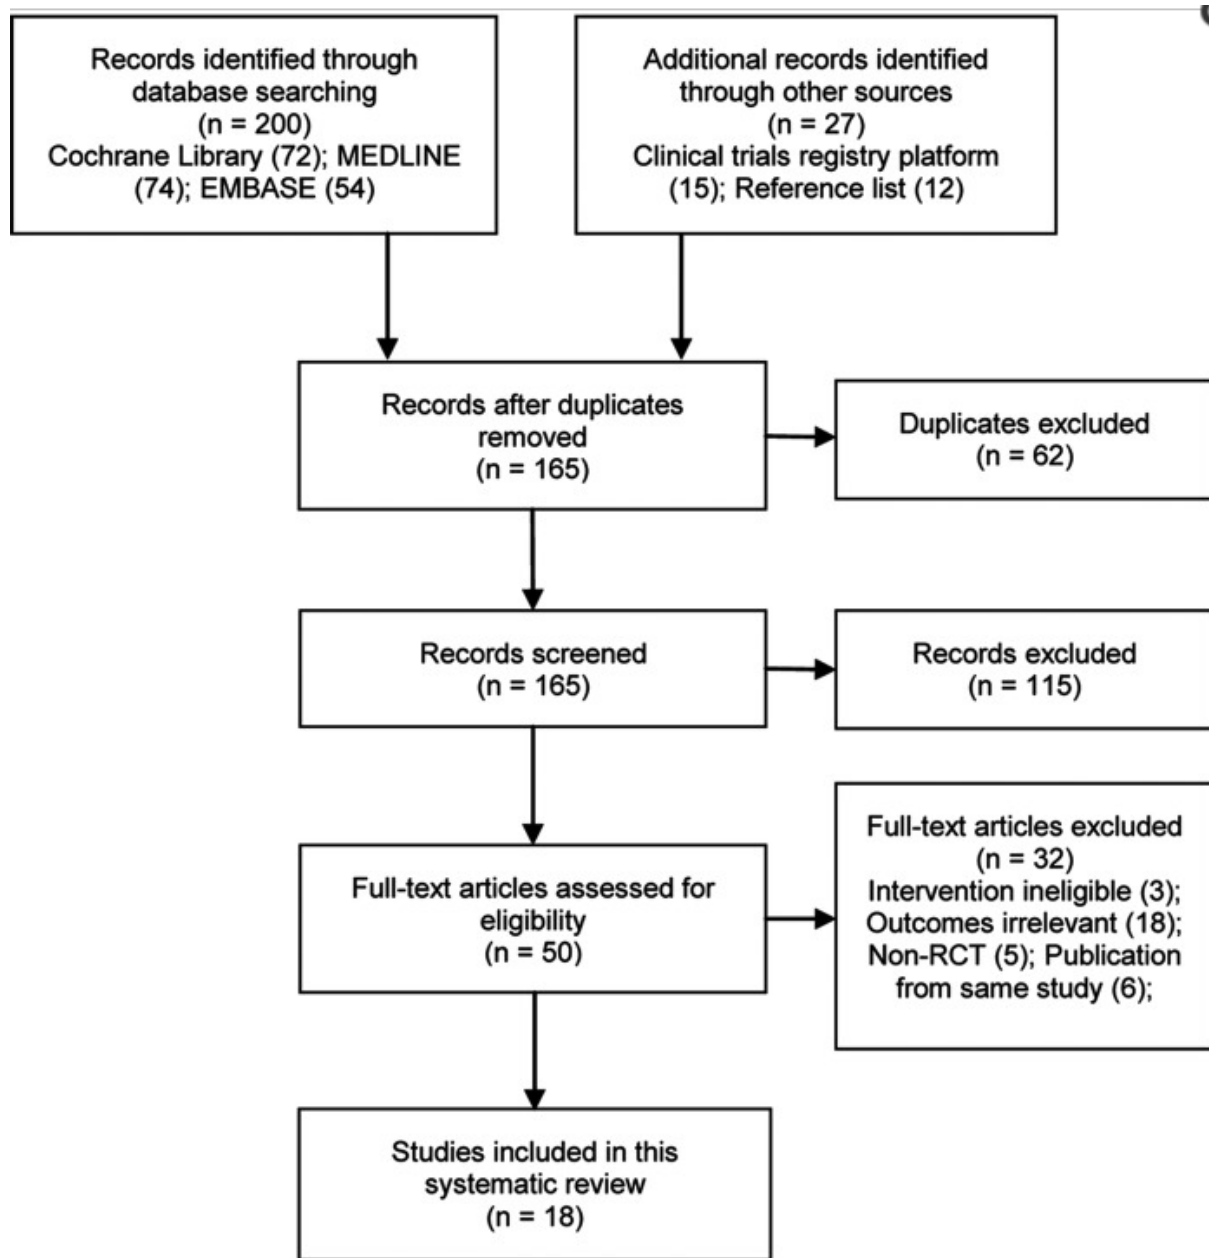 Records identified through
database searching
(n = 200)
Cochrane Library (72); MEDLINE
(74); EMBASE (54)
Additional records identified
through other sources
(n = 27)
Clinical trials registry platform
(15); Reference list (12)
Records after duplicates
removed
(n = 165)
Duplicates excluded
(n = 62)
Records screened
(n = 165)
Records excluded
(n = 115)
Full-text articles assessed for
eligibility
(n = 50)
Full-text articles excluded
(n = 32)
Intervention ineligible (3);
Outcomes irrelevant (18);
Non-RCT (5); Publication
from same study (6);
Studies included in this
systematic review
(n = 18)